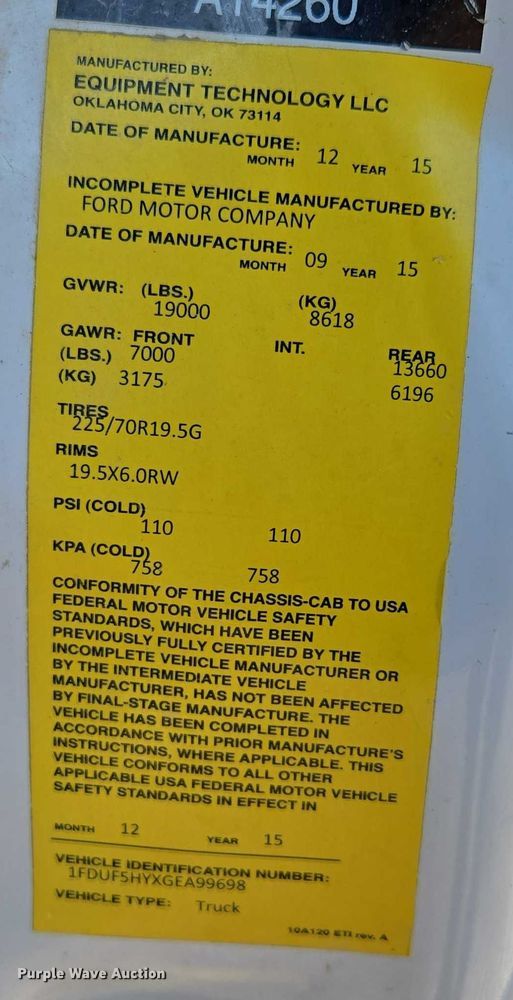 A14260
MANUFACTURED BY:
EQUIPMENT TECHNOLOGY LLC
OKLAHOMA CITY, OK 73114
DATE OF MANUFACTURE:
MONTH 12 YEAR 15
INCOMPLETE VEHICLE MANUFACTURED BY:
FORD MOTOR COMPANY
DATE OF MANUFACTURE:
MONTH 09 YEAR 15
GVWR: (LBS.) (KG)
19000 8618
GAWR: FRONT INT. REAR
(LBS.) 7000 13660
(KG) 3175 6196
TIRES
225/70R19.5G
RIMS
19.5X6.0RW
PSI (COLD)
110 110
KPA (COLD)
758 758
CONFORMITY OF THE CHASSIS-CAB TO USA
FEDERAL MOTOR VEHICLE SAFETY
STANDARDS, WHICH HAVE BEEN
PREVIOUSLY FULLY CERTIFIED BY THE
INCOMPLETE VEHICLE MANUFACTURER OR
BY THE INTERMEDIATE VEHICLE
MANUFACTURER, HAS NOT BEEN AFFECTED
BY FINAL-STAGE MANUFACTURE. THE
VEHICLE HAS BEEN COMPLETED IN
ACCORDANCE WITH PRIOR MANUFACTURE'S
INSTRUCTIONS, WHERE APPLICABLE. THIS
VEHICLE CONFORMS TO ALL OTHER
APPLICABLE USA FEDERAL MOTOR VEHICLE
SAFETY STANDARDS IN EFFECT IN
MONTH 12 YEAR 15
VEHICLE IDENTIFICATION NUMBER:
1FDUF5HYXGEA99698
VEHICLE TYPE: Truck
10A120 ETI rev. A
Purple Wave Auction